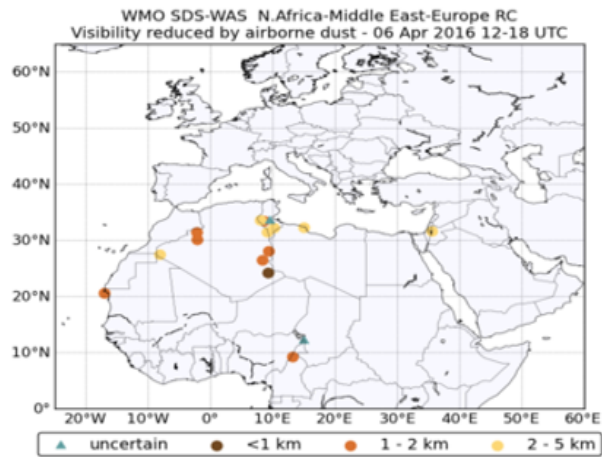 WMO SDS-WAS N.Africa-Middle East-Europe RC
Visibility reduced by airborne dust - 06 Apr 2016 12-18 UTC
60°N
50°N
40°N
30°N
20°N
10°N
0°
20°W 10°W 0° 10°E 20°E 30°E 40°E 50°E 60°E
uncertain <1 km 1 - 2 km 2 - 5 km